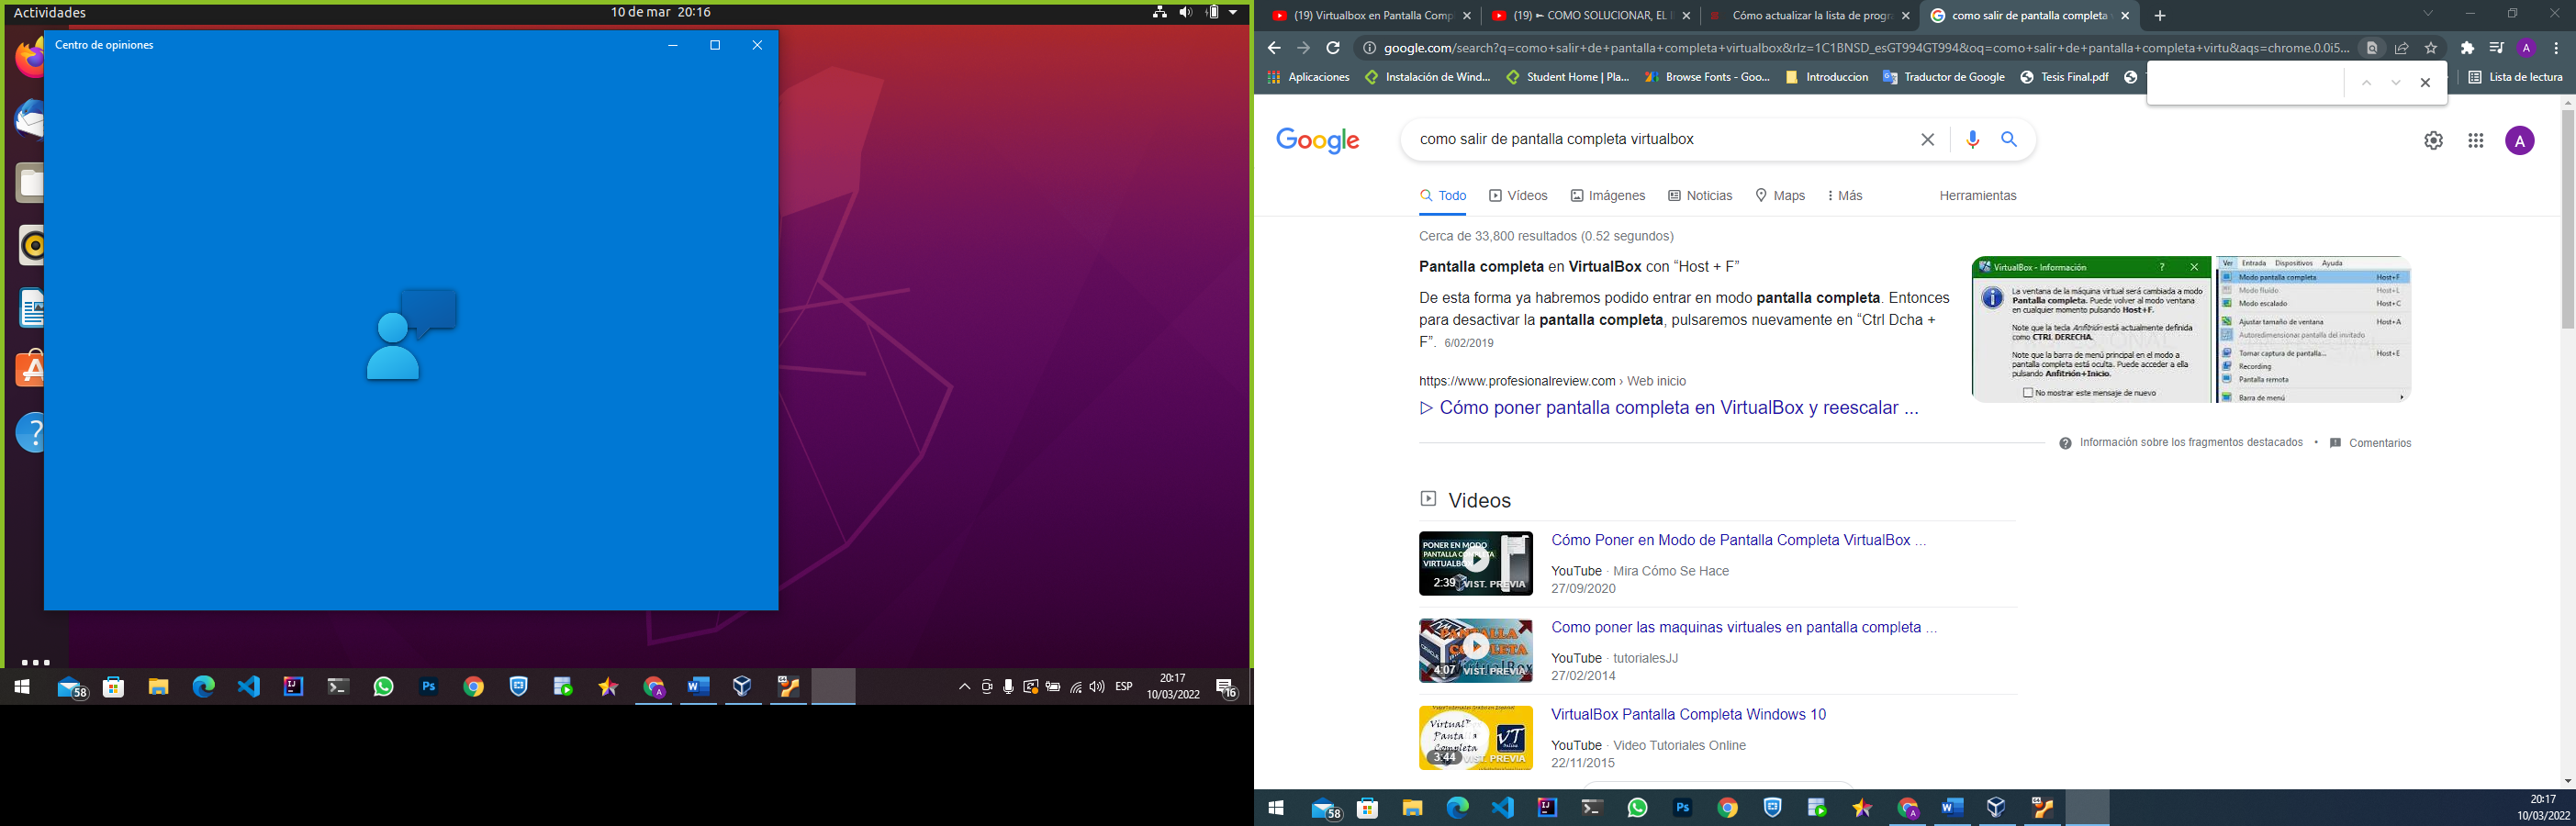 Actividades
10 de mar 20:16
Centro de opiniones
58
ESP
20:17
10/03/2022
16
(19) Virtualbox en Pantalla Comp
(19) ➵ COMO SOLUCIONAR, EL
Cómo actualizar la lista de progra
como salir de pantalla completa
google.com/search?q=como+salir+de+pantalla+completa+virtualbox&rlz=1C1BNSD_esGT994GT994&oq=como+salir+de+pantalla+completa+virtu&aqs=chrome.0.0i5...
A
Aplicaciones
Instalación de Wind...
Student Home | Pla...
Browse Fonts - Goo...
Introduccion
Traductor de Google
Tesis Final.pdf
Lista de lectura
Google
como salir de pantalla completa virtualbox
A
Todo
Vídeos
Imágenes
Noticias
Maps
Más
Herramientas
Cerca de 33,800 resultados (0.52 segundos)
Pantalla completa en VirtualBox con “Host + F”
De esta forma ya habremos podido entrar en modo pantalla completa. Entonces
para desactivar la pantalla completa, pulsaremos nuevamente en “Ctrl Dcha +
F”. 6/02/2019
https://www.profesionalreview.com › Web inicio
▷ Cómo poner pantalla completa en VirtualBox y reescalar ...
VirtualBox - Información
La ventana de la máquina virtual será cambiada a modo
Pantalla completa. Puede volver al modo ventana
en cualquier momento pulsando Host+F.
Note que la tecla Anfitrión está actualmente definida
como CTRL DERECHA.
Note que la barra de menú principal en el modo a
pantalla completa está oculta. Puede acceder a ella
pulsando Anfitrión+Inicio.
No mostrar este mensaje de nuevo
Ver Entrada Dispositivos Ayuda
Modo pantalla completa Host+F
Modo fluido Host+L
Modo escalado Host+C
Ajustar tamaño de ventana Host+A
Autoredimensionar pantalla del invitado
Tomar captura de pantalla... Host+E
Recording
Pantalla remota
Barra de menú
Información sobre los fragmentos destacados • Comentarios
Videos
PONER EN MODO
PANTALLA COMPLETA
VIRTUALBOX
2:39 VIST. PREVIA
Cómo Poner en Modo de Pantalla Completa VirtualBox ...
YouTube · Mira Cómo Se Hace
27/09/2020
PANTALLA
COMPLETA
VirtualBox
4:07 VIST. PREVIA
Como poner las maquinas virtuales en pantalla completa ...
YouTube · tutorialesJJ
27/02/2014
Pantalla
Completa
VT
3:44 VIST. PREVIA
VirtualBox Pantalla Completa Windows 10
YouTube · Video Tutoriales Online
22/11/2015
58
20:17
10/03/2022